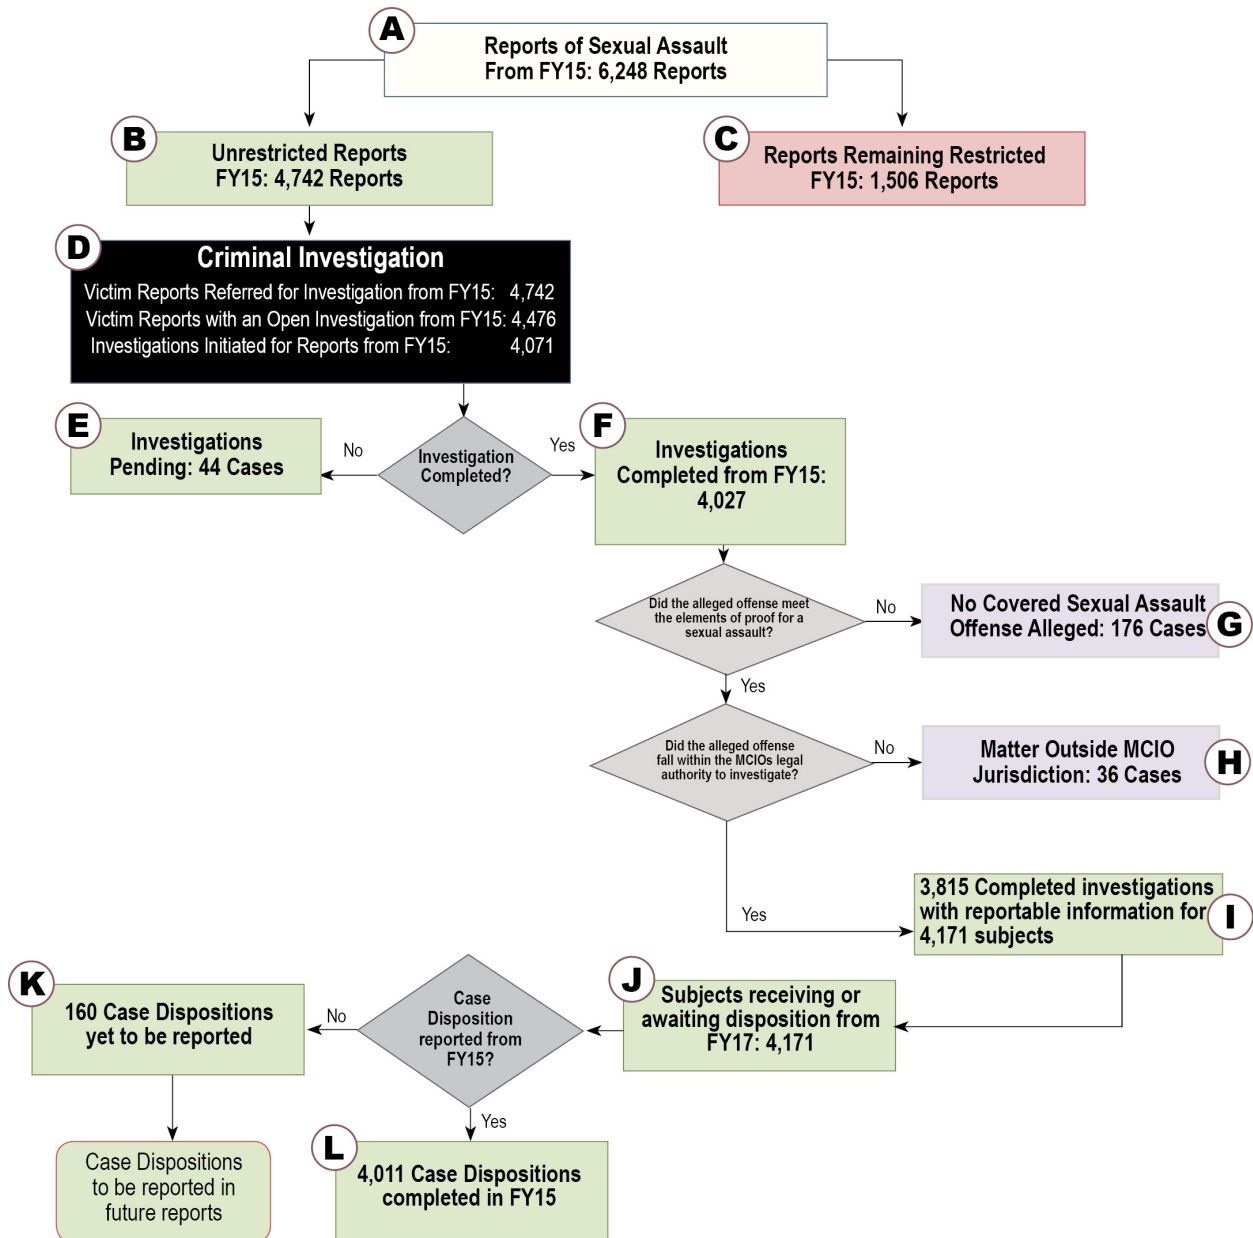 A
Reports of Sexual Assault
From FY15: 6,248 Reports
B
Unrestricted Reports
FY15: 4,742 Reports
C
Reports Remaining Restricted
FY15: 1,506 Reports
D
Criminal Investigation
Victim Reports Referred for Investigation from FY15: 4,742
Victim Reports with an Open Investigation from FY15: 4,476
Investigations Initiated for Reports from FY15: 4,071
E
Investigations
Pending: 44 Cases
No
Investigation
Completed?
Yes
F
Investigations
Completed from FY15:
4,027
Did the alleged offense meet
the elements of proof for a
sexual assault?
No
No Covered Sexual Assault
Offense Alleged: 176 Cases
G
Yes
Did the alleged offense
fall within the MCIOs legal
authority to investigate?
No
Matter Outside MCIO
Jurisdiction: 36 Cases
H
Yes
3,815 Completed investigations
with reportable information for
4,171 subjects
I
J
Subjects receiving or
awaiting disposition from
FY17: 4,171
Case
Disposition
reported from
FY15?
No
K
160 Case Dispositions
yet to be reported
Case Dispositions
to be reported in
future reports
Yes
L
4,011 Case Dispositions
completed in FY15